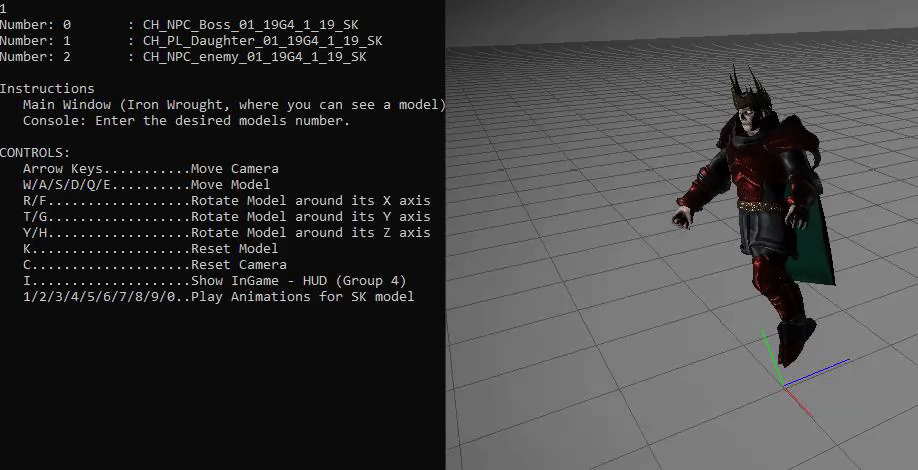 1
Number: 0       : CH_NPC_Boss_01_19G4_1_19_SK
Number: 1       : CH_PL_Daughter_01_19G4_1_19_SK
Number: 2       : CH_NPC_enemy_01_19G4_1_19_SK
Instructions
Main Window (Iron Wrought, where you can see a model)
Console: Enter the desired models number.
CONTROLS:
Arrow Keys...........Move Camera
W/A/S/D/Q/E..........Move Model
R/F..................Rotate Model around its X axis
T/G..................Rotate Model around its Y axis
Y/H..................Rotate Model around its Z axis
K....................Reset Model
C....................Reset Camera
I....................Show InGame - HUD (Group 4)
1/2/3/4/5/6/7/8/9/0..Play Animations for SK model